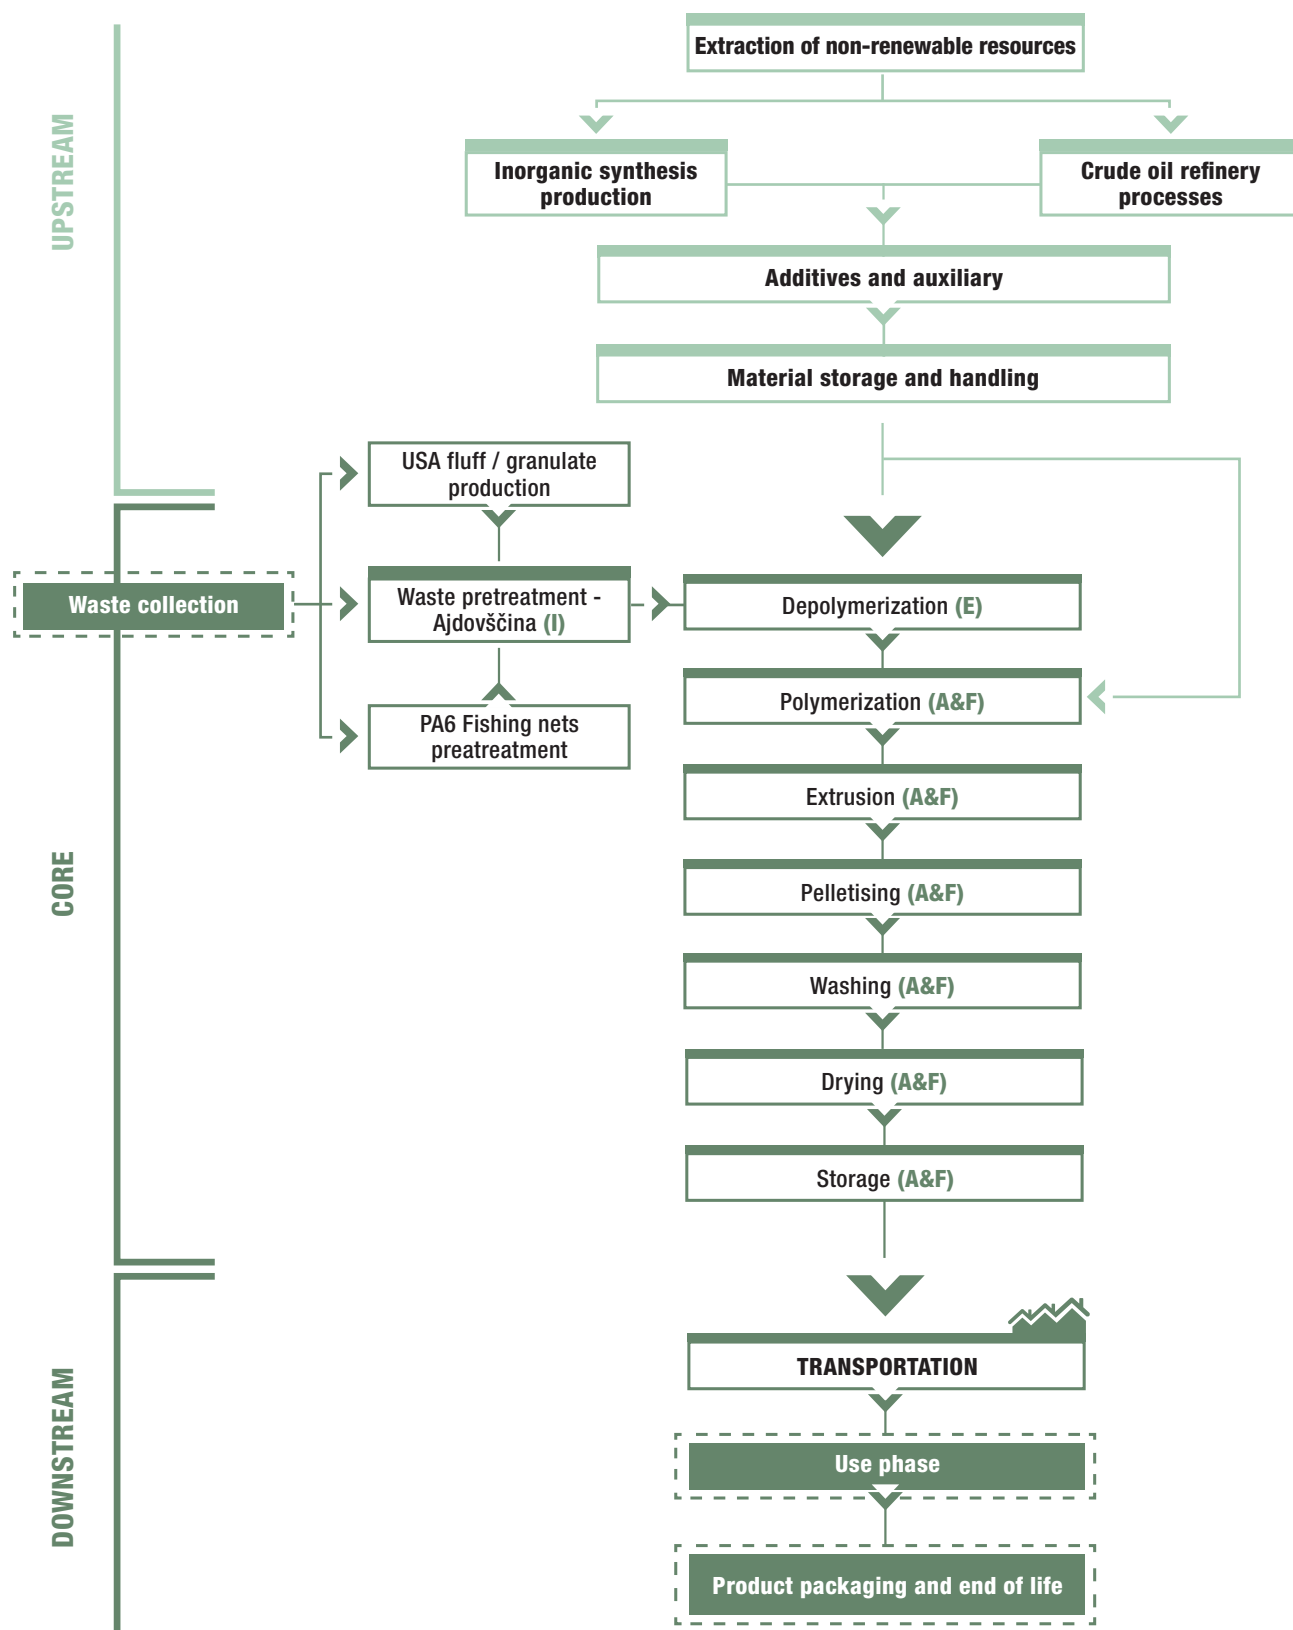 UPSTREAM
Extraction of non-renewable resources
Inorganic synthesis
production
Crude oil refinery
processes
Additives and auxiliary
Material storage and handling
CORE
Waste collection
USA fluff / granulate
production
Waste pretreatment -
Ajdovščina (I)
PA6 Fishing nets
preatreatment
Depolymerization (E)
Polymerization (A&F)
Extrusion (A&F)
Pelletising (A&F)
Washing (A&F)
Drying (A&F)
Storage (A&F)
DOWNSTREAM
TRANSPORTATION
Use phase
Product packaging and end of life